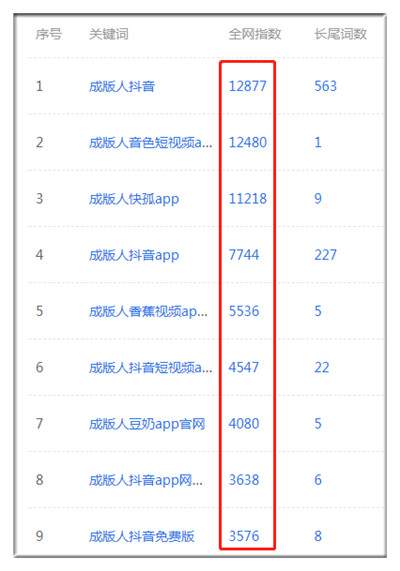 序号 关键词 全网指数 长尾词数
1 成版人抖音 12877 563
2 成版人音色短视频a... 12480 1
3 成版人快孤app 11218 9
4 成版人抖音app 7744 227
5 成版人香蕉视频ap... 5536 5
6 成版人抖音短视频a... 4547 22
7 成版人豆奶app官网 4080 5
8 成版人抖音app网... 3638 6
9 成版人抖音免费版 3576 8